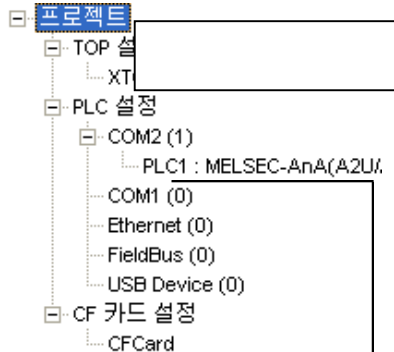 프로젝트
TOP 설
XT
PLC 설정
COM2 (1)
PLC1 : MELSEC-AnA(A2U/
COM1 (0)
Ethernet (0)
FieldBus (0)
USB Device (0)
CF 카드 설정
CFCard